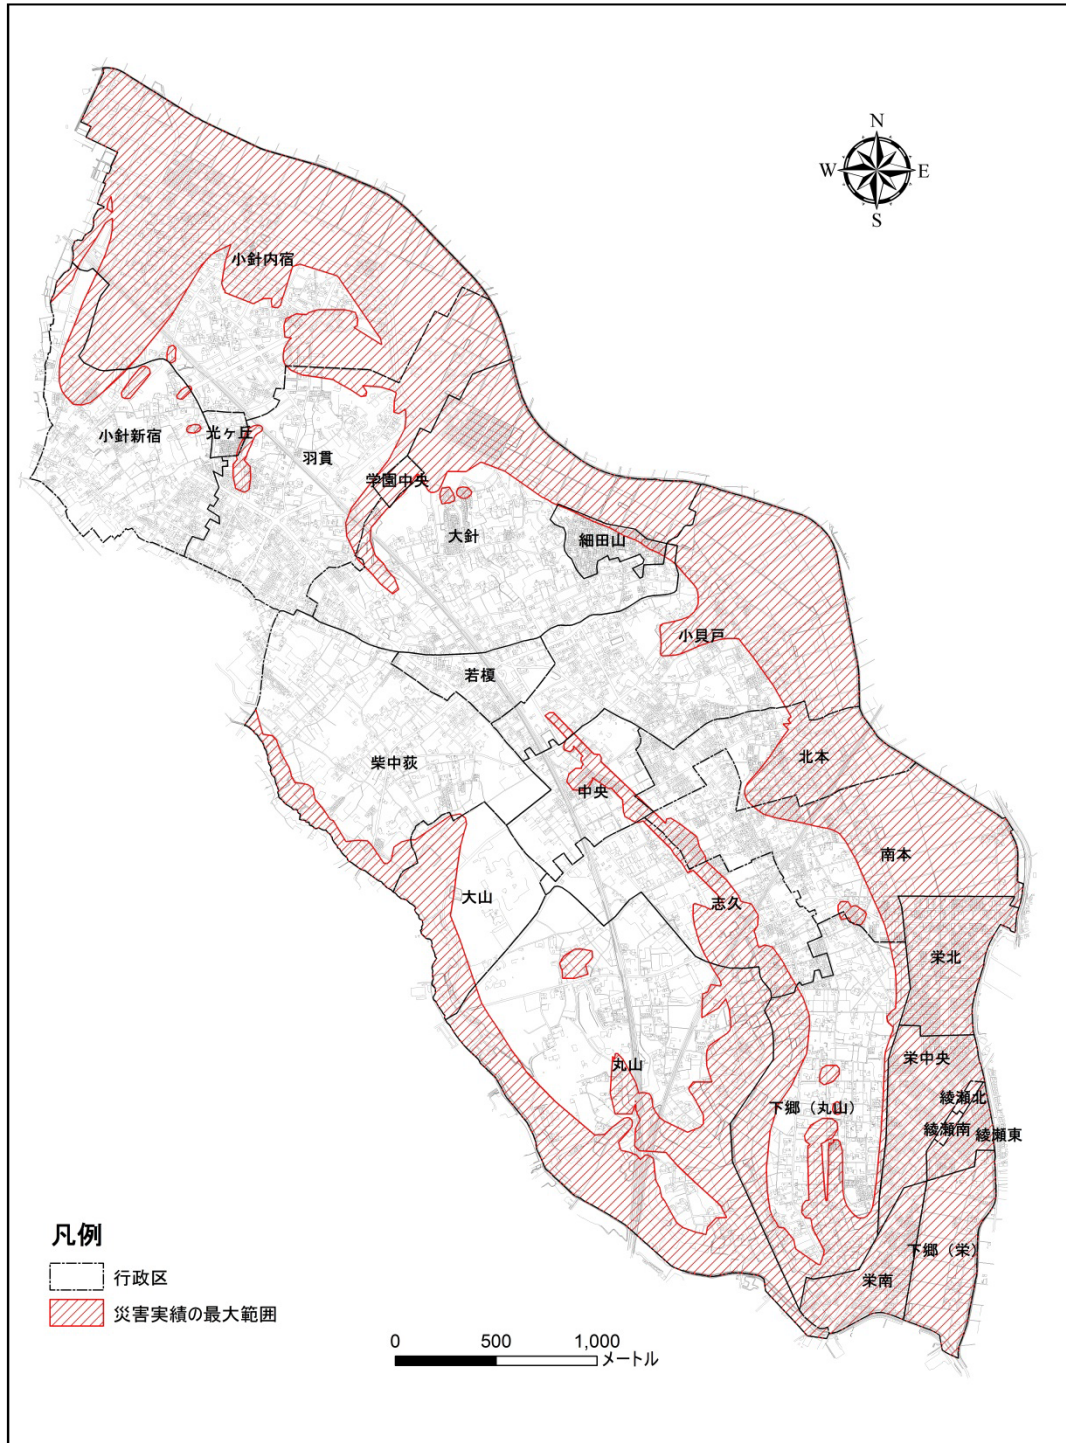 N
W
E
S
小針内宿
小針新宿
光ヶ丘
羽貫
学園中央
大針
細田山
小貝戸
若榎
柴中荻
中央
北本
南本
大山
志久
栄北
丸山
栄中央
綾瀬北
下郷（丸山）
綾瀬南
綾瀬東
下郷（栄）
栄南
凡例
行政区
災害実績の最大範囲
0 500 1,000
メートル